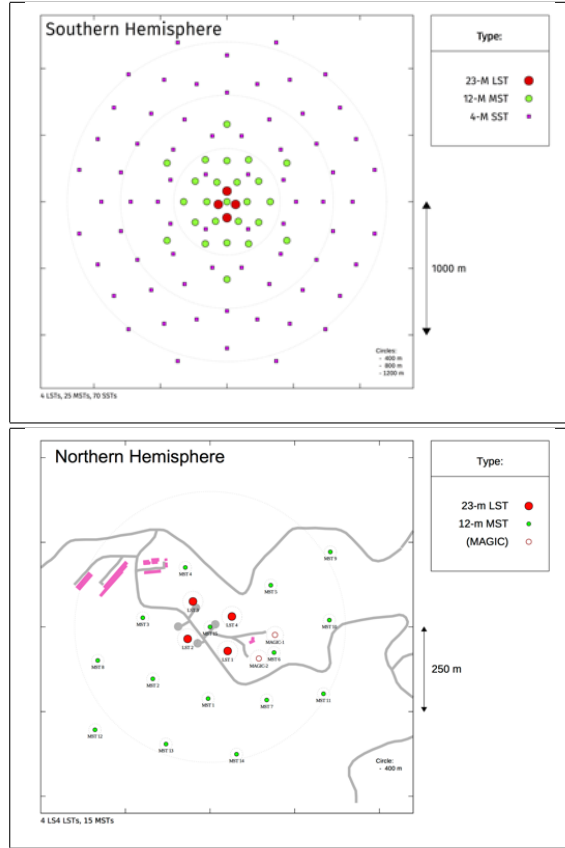 Southern Hemisphere
Type:
23-M LST
12-M MST
4-M SST
1000 m
Circles:
- 400 m
- 800 m
- 1200 m
4 LSTs, 25 MSTs, 70 SSTs
Northern Hemisphere
Type:
23-m LST
12-m MST
(MAGIC)
MST 9
MST 4
MST 5
LST 3
LST 4
MST 3
MST 10
MAGIC-1
LST 2
LST 1
MST 6
MAGIC-2
MST 8
MST 2
MST 1
MST 7
MST 11
MST 12
MST 13
MST 14
250 m
Circle:
- 400 m
4 LS4 LSTs, 15 MSTs